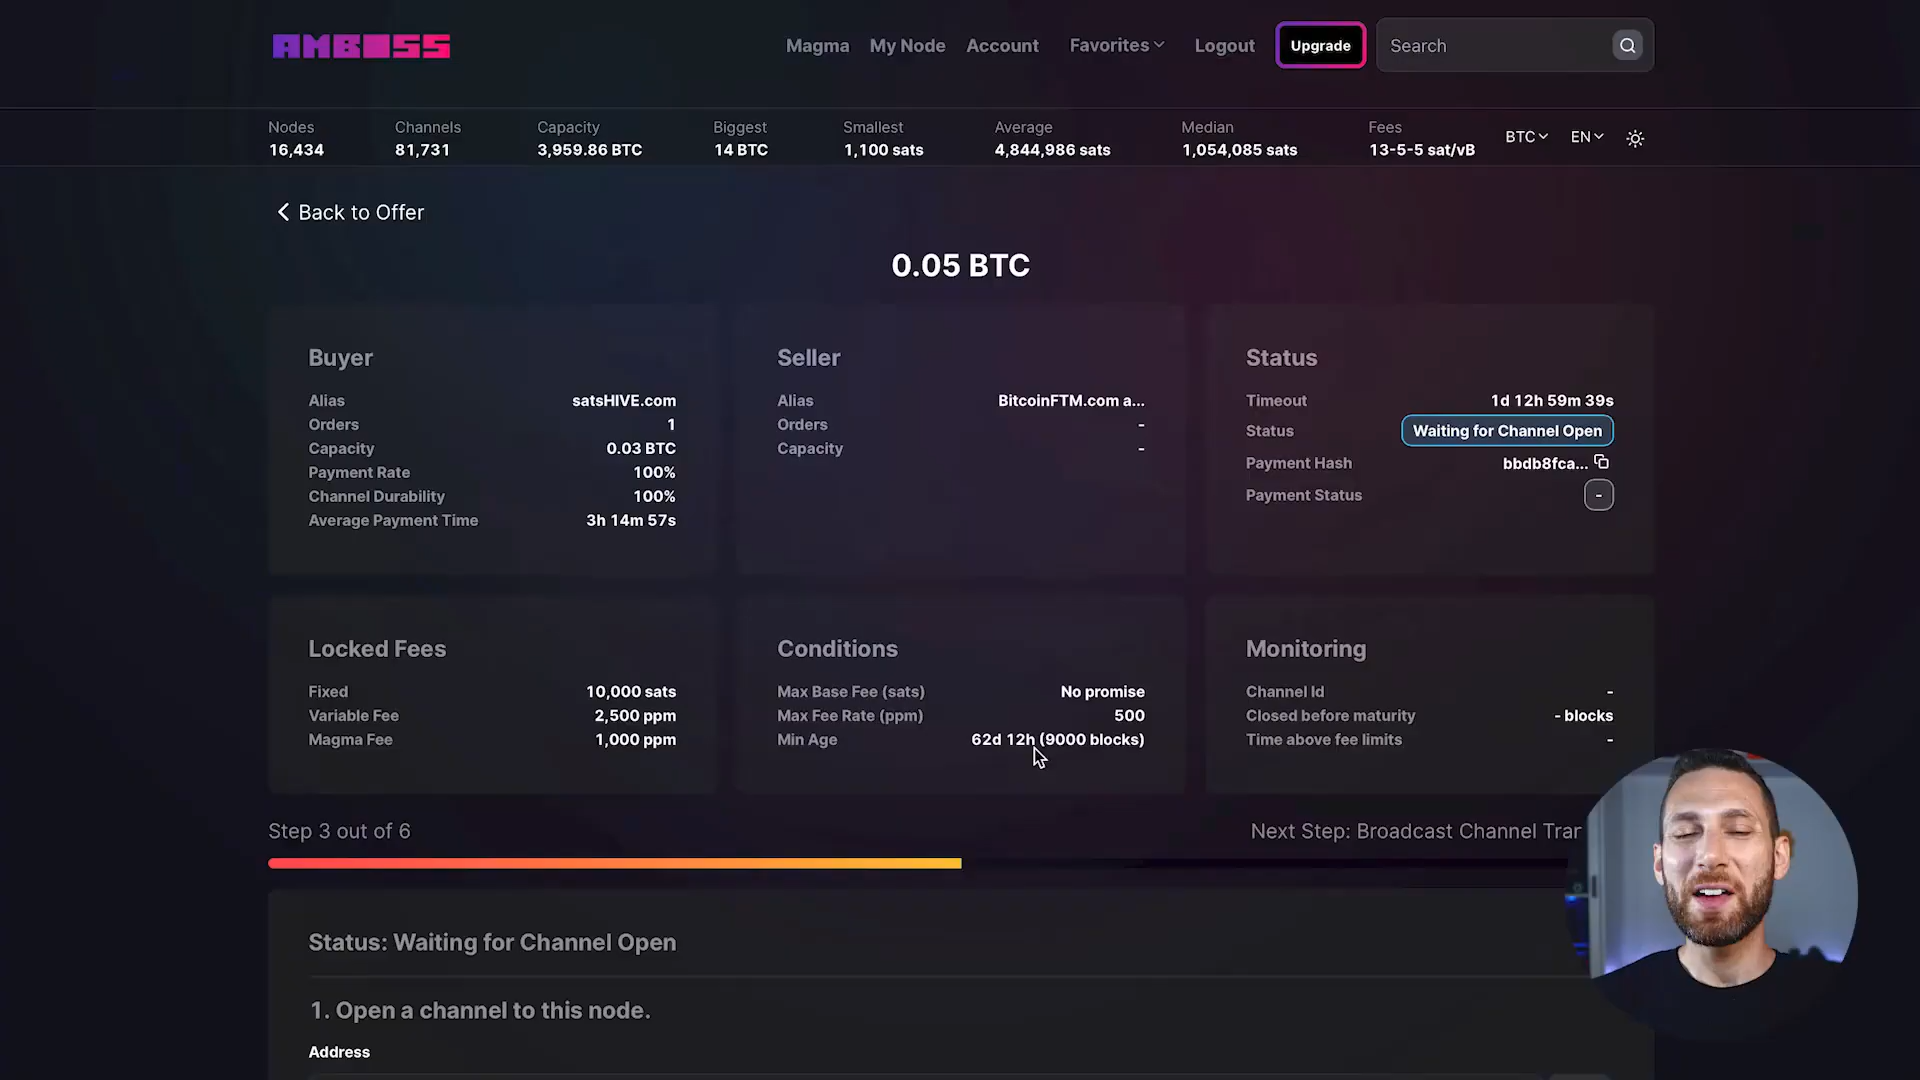 AMBOSS
Magma My Node Account Favorites Logout Upgrade Search
Nodes Channels Capacity Biggest Smallest Average Median Fees
16,434 81,731 3,959.86 BTC 14 BTC 1,100 sats 4,844,986 sats 1,054,085 sats 13-5-5 sat/vB BTC EN
Back to Offer
0.05 BTC
Buyer
Alias satsHIVE.com
Orders 1
Capacity 0.03 BTC
Payment Rate 100%
Channel Durability 100%
Average Payment Time 3h 14m 57s
Seller
Alias BitcoinFTM.com a...
Orders -
Capacity -
Status
Timeout 1d 12h 59m 39s
Status Waiting for Channel Open
Payment Hash bbdb8fca...
Payment Status -
Locked Fees
Fixed 10,000 sats
Variable Fee 2,500 ppm
Magma Fee 1,000 ppm
Conditions
Max Base Fee (sats) No promise
Max Fee Rate (ppm) 500
Min Age 62d 12h (9000 blocks)
Monitoring
Channel Id -
Closed before maturity - blocks
Time above fee limits -
Step 3 out of 6 Next Step: Broadcast Channel Tran
Status: Waiting for Channel Open
1. Open a channel to this node.
Address